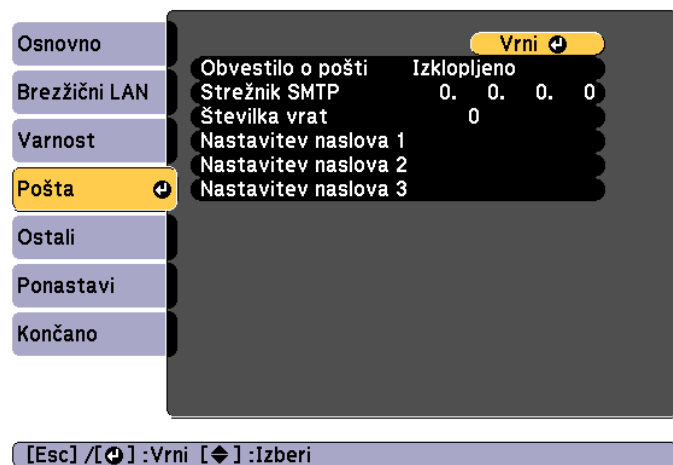 Osnovno
Brezžični LAN
Varnost
Pošta
Ostali
Ponastavi
Končano
Vrni
Obvestilo o pošti Izklopljeno
Strežnik SMTP 0. 0. 0. 0
Številka vrat 0
Nastavitev naslova 1
Nastavitev naslova 2
Nastavitev naslova 3
[Esc] /[ ] :Vrni [ ] :Izberi